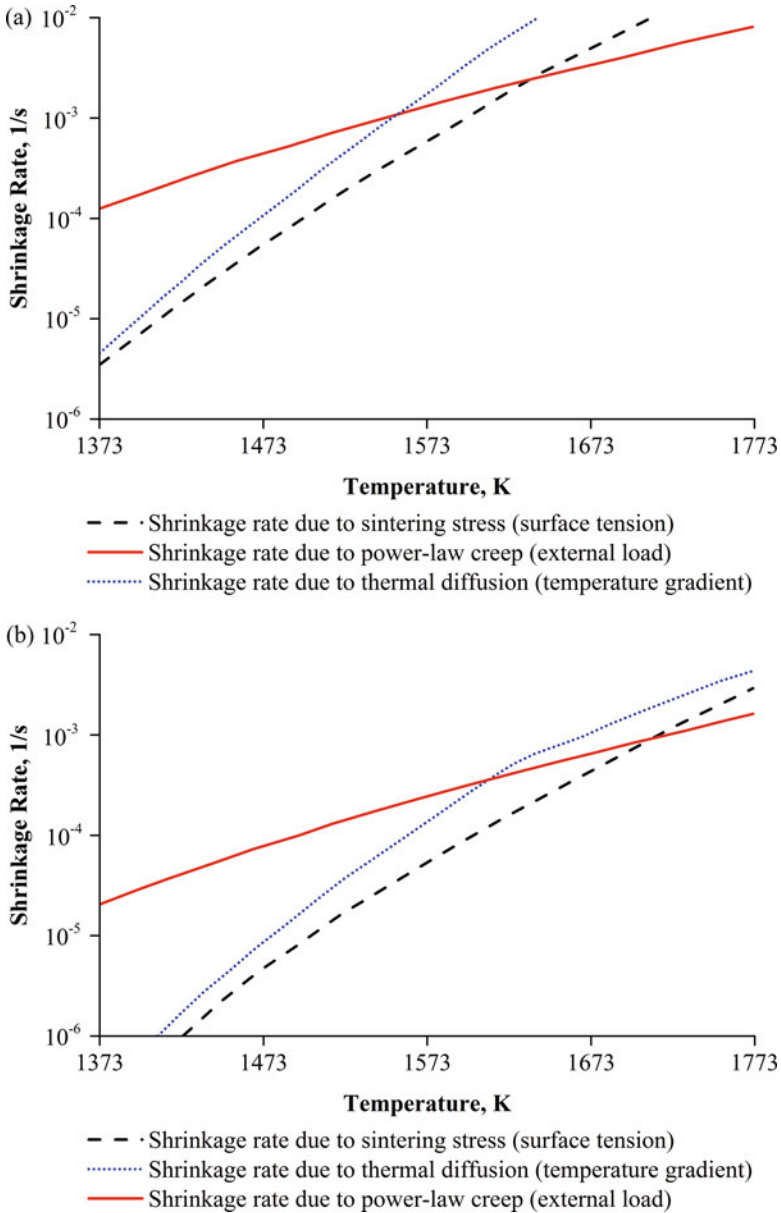 (a)
10-2
10-3
10-4
10-5
10-6
Shrinkage Rate, 1/s
1373 1473 1573 1673 1773
Temperature, K
Shrinkage rate due to sintering stress (surface tension)
Shrinkage rate due to power-law creep (external load)
Shrinkage rate due to thermal diffusion (temperature gradient)
(b)
10-2
10-3
10-4
10-5
10-6
Shrinkage Rate, 1/s
1373 1473 1573 1673 1773
Temperature, K
Shrinkage rate due to sintering stress (surface tension)
Shrinkage rate due to thermal diffusion (temperature gradient)
Shrinkage rate due to power-law creep (external load)